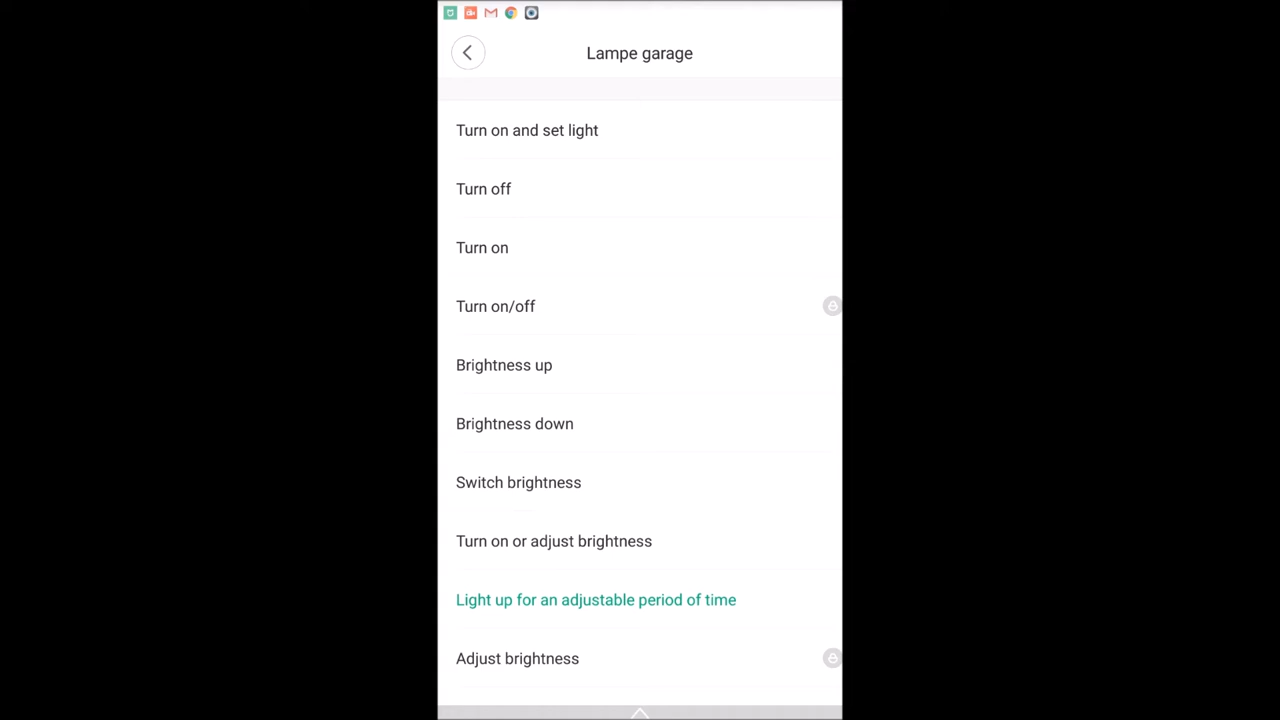 Lampe garage
Turn on and set light
Turn off
Turn on
Turn on/off
Brightness up
Brightness down
Switch brightness
Turn on or adjust brightness
Light up for an adjustable period of time
Adjust brightness